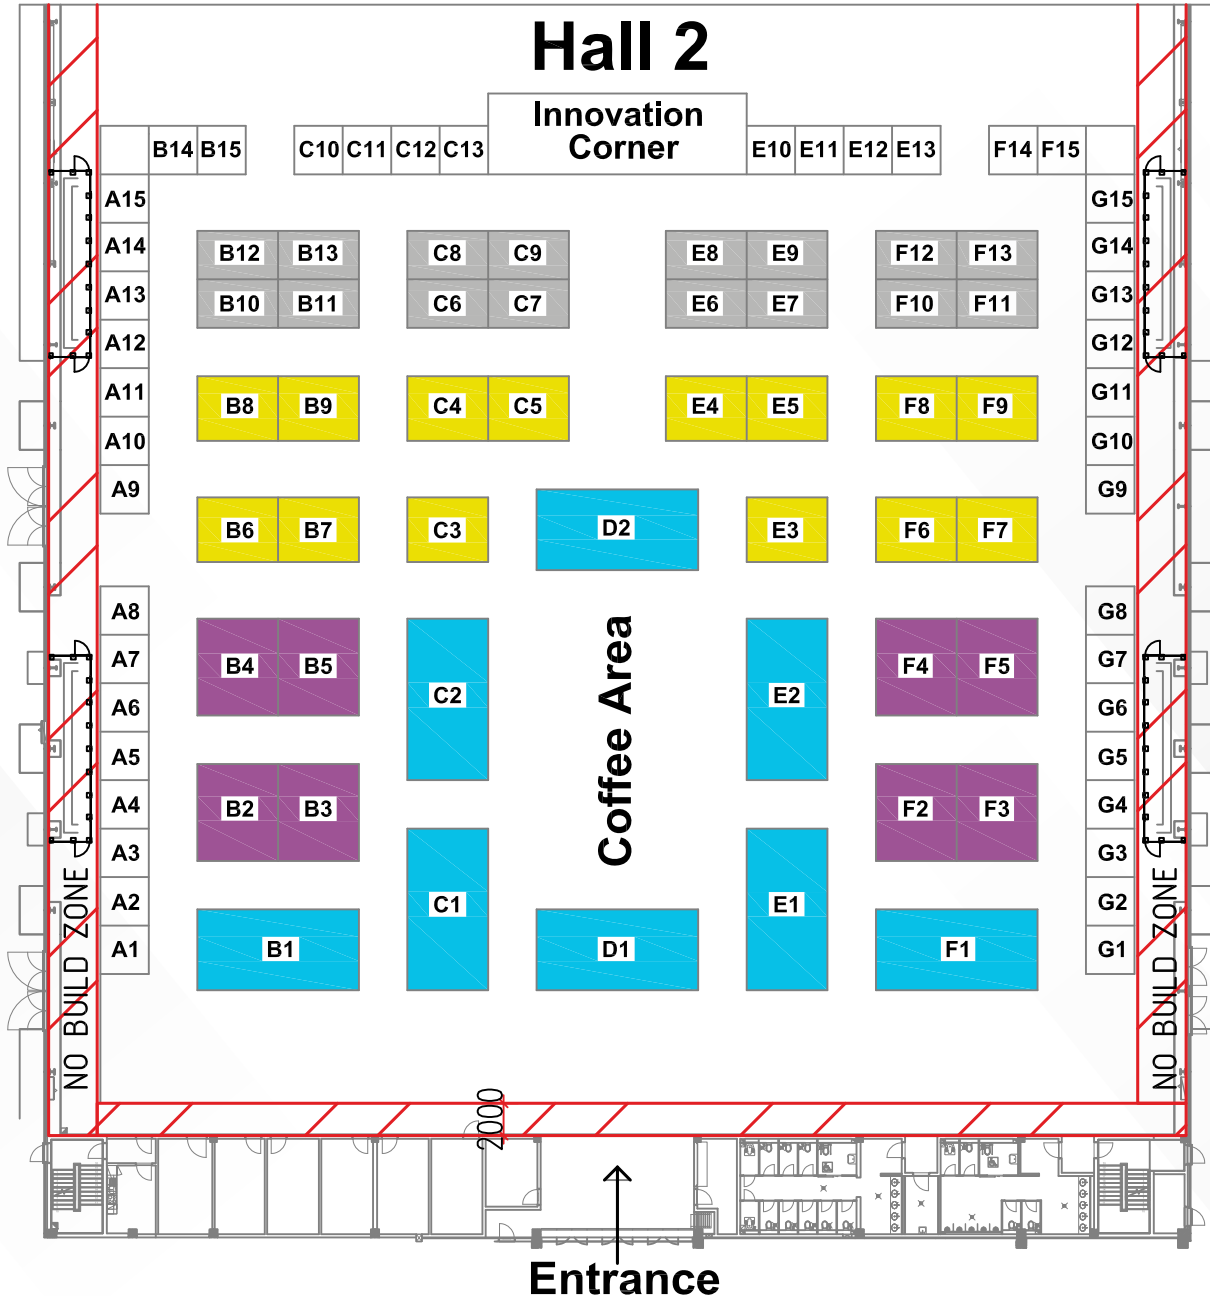 Hall 2
Innovation
Corner
B14 B15 C10 C11 C12 C13 E10 E11 E12 E13 F14 F15
A15 G15
A14 B12 B13 C8 C9 E8 E9 F12 F13 G14
A13 B10 B11 C6 C7 E6 E7 F10 F11 G13
A12 G12
A11 B8 B9 C4 C5 E4 E5 F8 F9 G11
A10 G10
A9 G9
B6 B7 C3 D2 E3 F6 F7
A8 G8
A7 B4 B5 F4 F5 G7
C2 E2
A6 G6
Coffee Area
A5 G5
A4 B2 B3 F2 F3 G4
A3 G3
A2 C1 E1 G2
A1 B1 D1 F1 G1
NO BUILD ZONE
NO BUILD ZONE
2000
Entrance